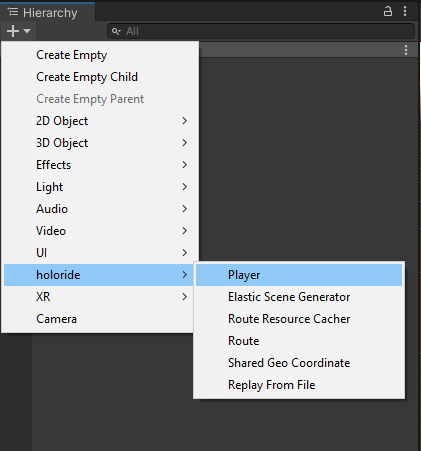 Hierarchy
All
Create Empty
Create Empty Child
Create Empty Parent
2D Object
3D Object
Effects
Light
Audio
Video
UI
holoride
XR
Camera
Player
Elastic Scene Generator
Route Resource Cacher
Route
Shared Geo Coordinate
Replay From File